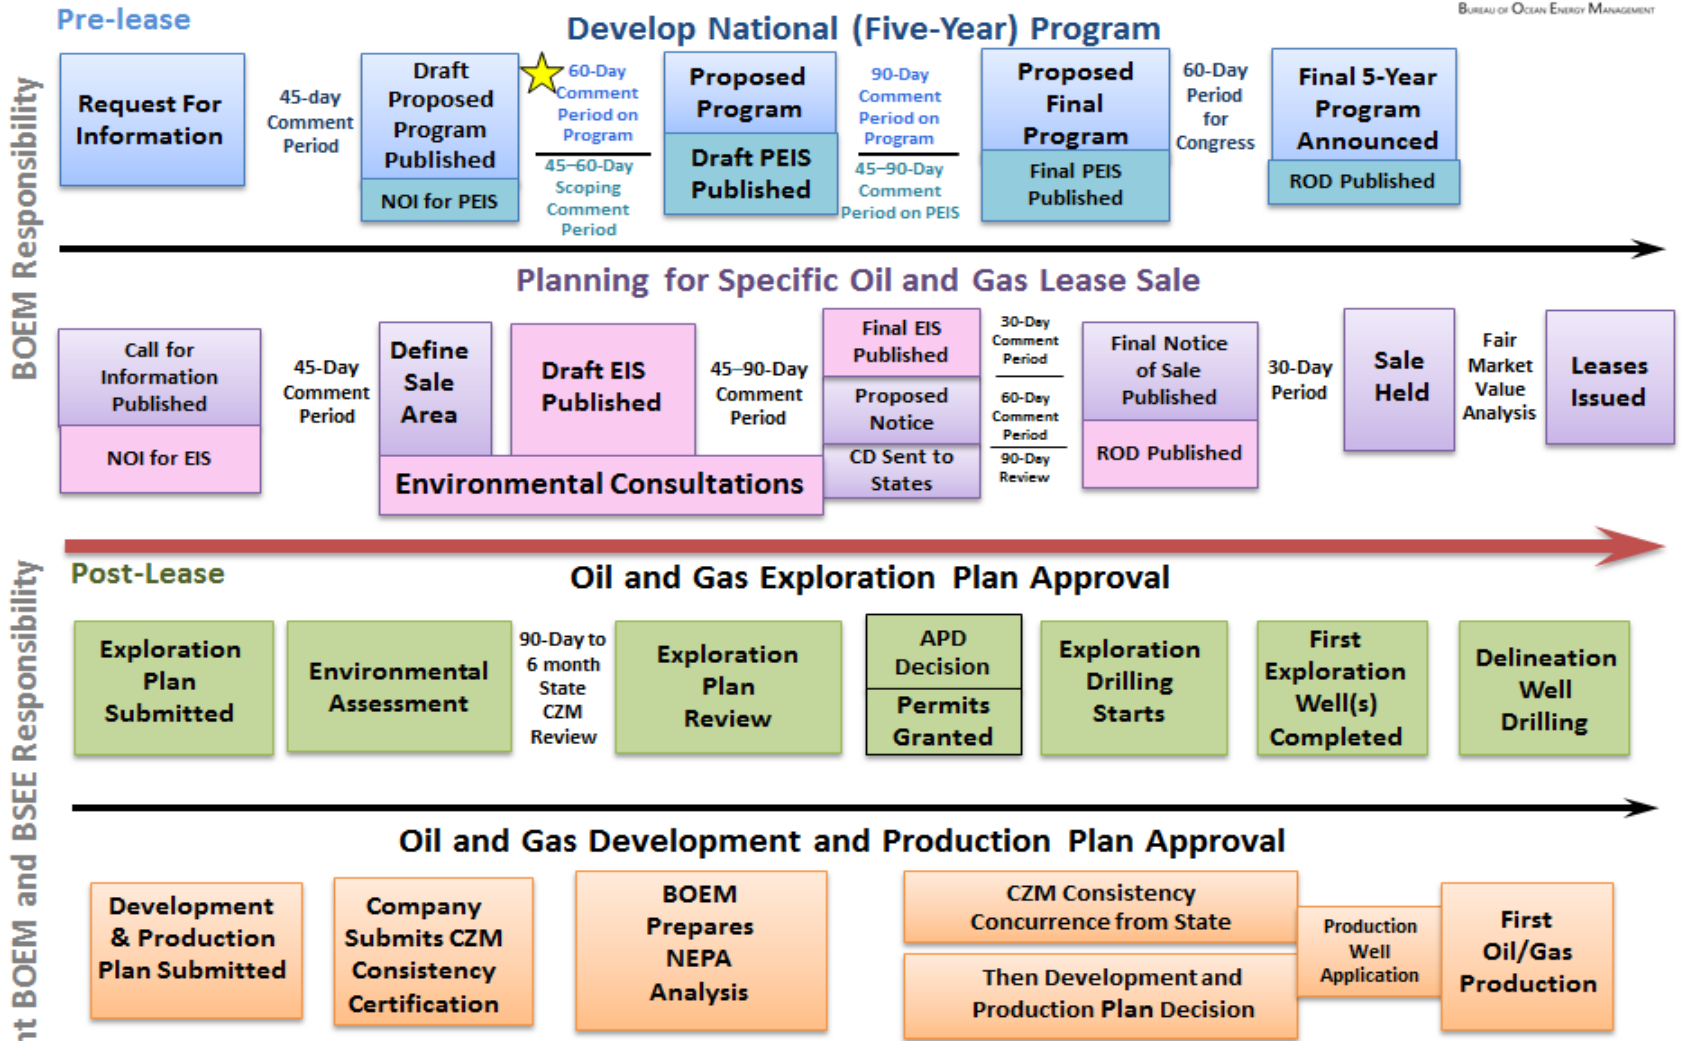 BUREAU OF OCEAN ENERGY MANAGEMENT
Pre-lease
Develop National (Five-Year) Program
BOEM Responsibility
Request For
Information
45-day
Comment
Period
Draft
Proposed
Program
Published
NOI for PEIS
60-Day
Comment
Period on
Program
45–60-Day
Scoping
Comment
Period
Proposed
Program
Draft PEIS
Published
90-Day
Comment
Period on
Program
45–90-Day
Comment
Period on PEIS
Proposed
Final
Program
Final PEIS
Published
60-Day
Period
for
Congress
Final 5-Year
Program
Announced
ROD Published
Planning for Specific Oil and Gas Lease Sale
Call for
Information
Published
NOI for EIS
45-Day
Comment
Period
Define
Sale
Area
Draft EIS
Published
Environmental Consultations
45–90-Day
Comment
Period
Final EIS
Published
Proposed
Notice
CD Sent to
States
30-Day
Comment
Period
60-Day
Comment
Period
90-Day
Review
Final Notice
of Sale
Published
ROD Published
30-Day
Period
Sale
Held
Fair
Market
Value
Analysis
Leases
Issued
Post-Lease
Oil and Gas Exploration Plan Approval
nt BOEM and BSEE Responsibility
Exploration
Plan
Submitted
Environmental
Assessment
90-Day to
6 month
State
CZM
Review
Exploration
Plan
Review
APD
Decision
Permits
Granted
Exploration
Drilling
Starts
First
Exploration
Well(s)
Completed
Delineation
Well
Drilling
Oil and Gas Development and Production Plan Approval
Development
& Production
Plan Submitted
Company
Submits CZM
Consistency
Certification
BOEM
Prepares
NEPA
Analysis
CZM Consistency
Concurrence from State
Then Development and
Production Plan Decision
Production
Well
Application
First
Oil/Gas
Production